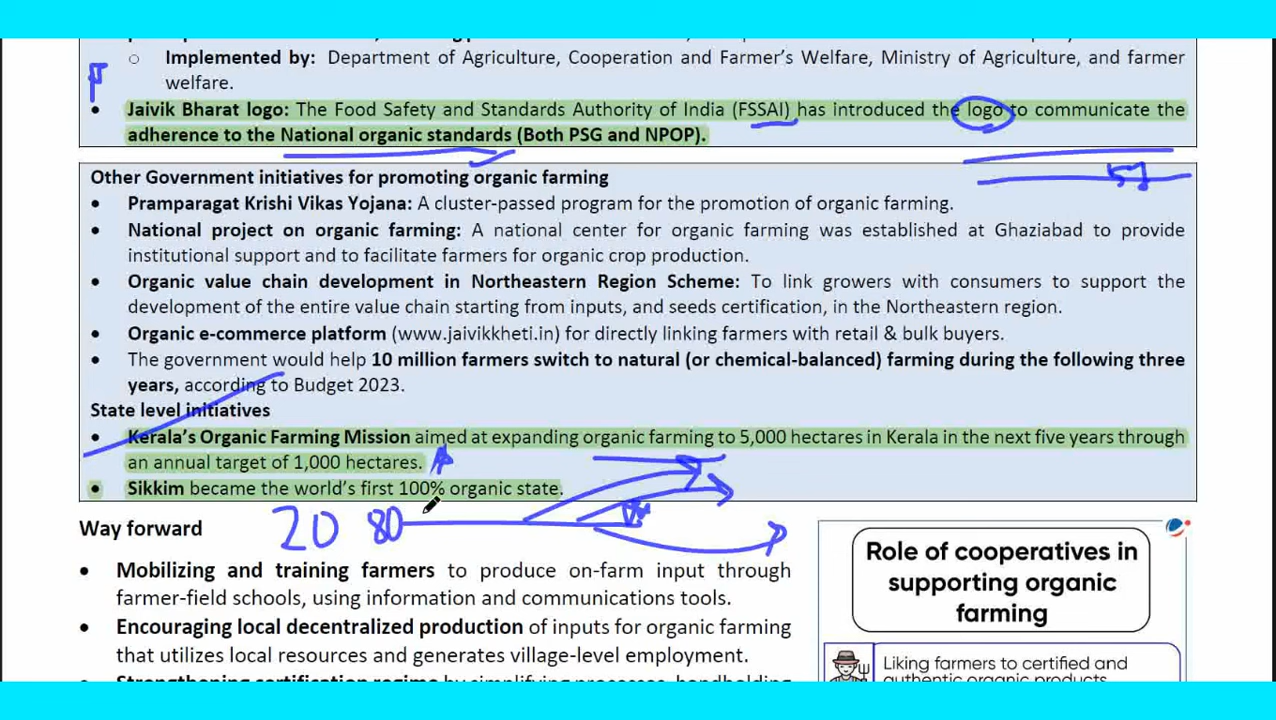 ○ Implemented by: Department of Agriculture, Cooperation and Farmer's Welfare, Ministry of Agriculture, and farmer
welfare.
• Jaivik Bharat logo: The Food Safety and Standards Authority of India (FSSAI) has introduced the logo to communicate the
adherence to the National organic standards (Both PSG and NPOP).
Other Government initiatives for promoting organic farming
• Pramparagat Krishi Vikas Yojana: A cluster-passed program for the promotion of organic farming.
• National project on organic farming: A national center for organic farming was established at Ghaziabad to provide
institutional support and to facilitate farmers for organic crop production.
• Organic value chain development in Northeastern Region Scheme: To link growers with consumers to support the
development of the entire value chain starting from inputs, and seeds certification, in the Northeastern region.
• Organic e-commerce platform (www.jaivikkheti.in) for directly linking farmers with retail & bulk buyers.
• The government would help 10 million farmers switch to natural (or chemical-balanced) farming during the following three
years, according to Budget 2023.
State level initiatives
• Kerala's Organic Farming Mission aimed at expanding organic farming to 5,000 hectares in Kerala in the next five years through
an annual target of 1,000 hectares.
• Sikkim became the world's first 100% organic state.
20 80
Way forward
• Mobilizing and training farmers to produce on-farm input through
farmer-field schools, using information and communications tools.
• Encouraging local decentralized production of inputs for organic farming
that utilizes local resources and generates village-level employment.
Role of cooperatives in
supporting organic
farming
Liking farmers to certified and
authentic organic products